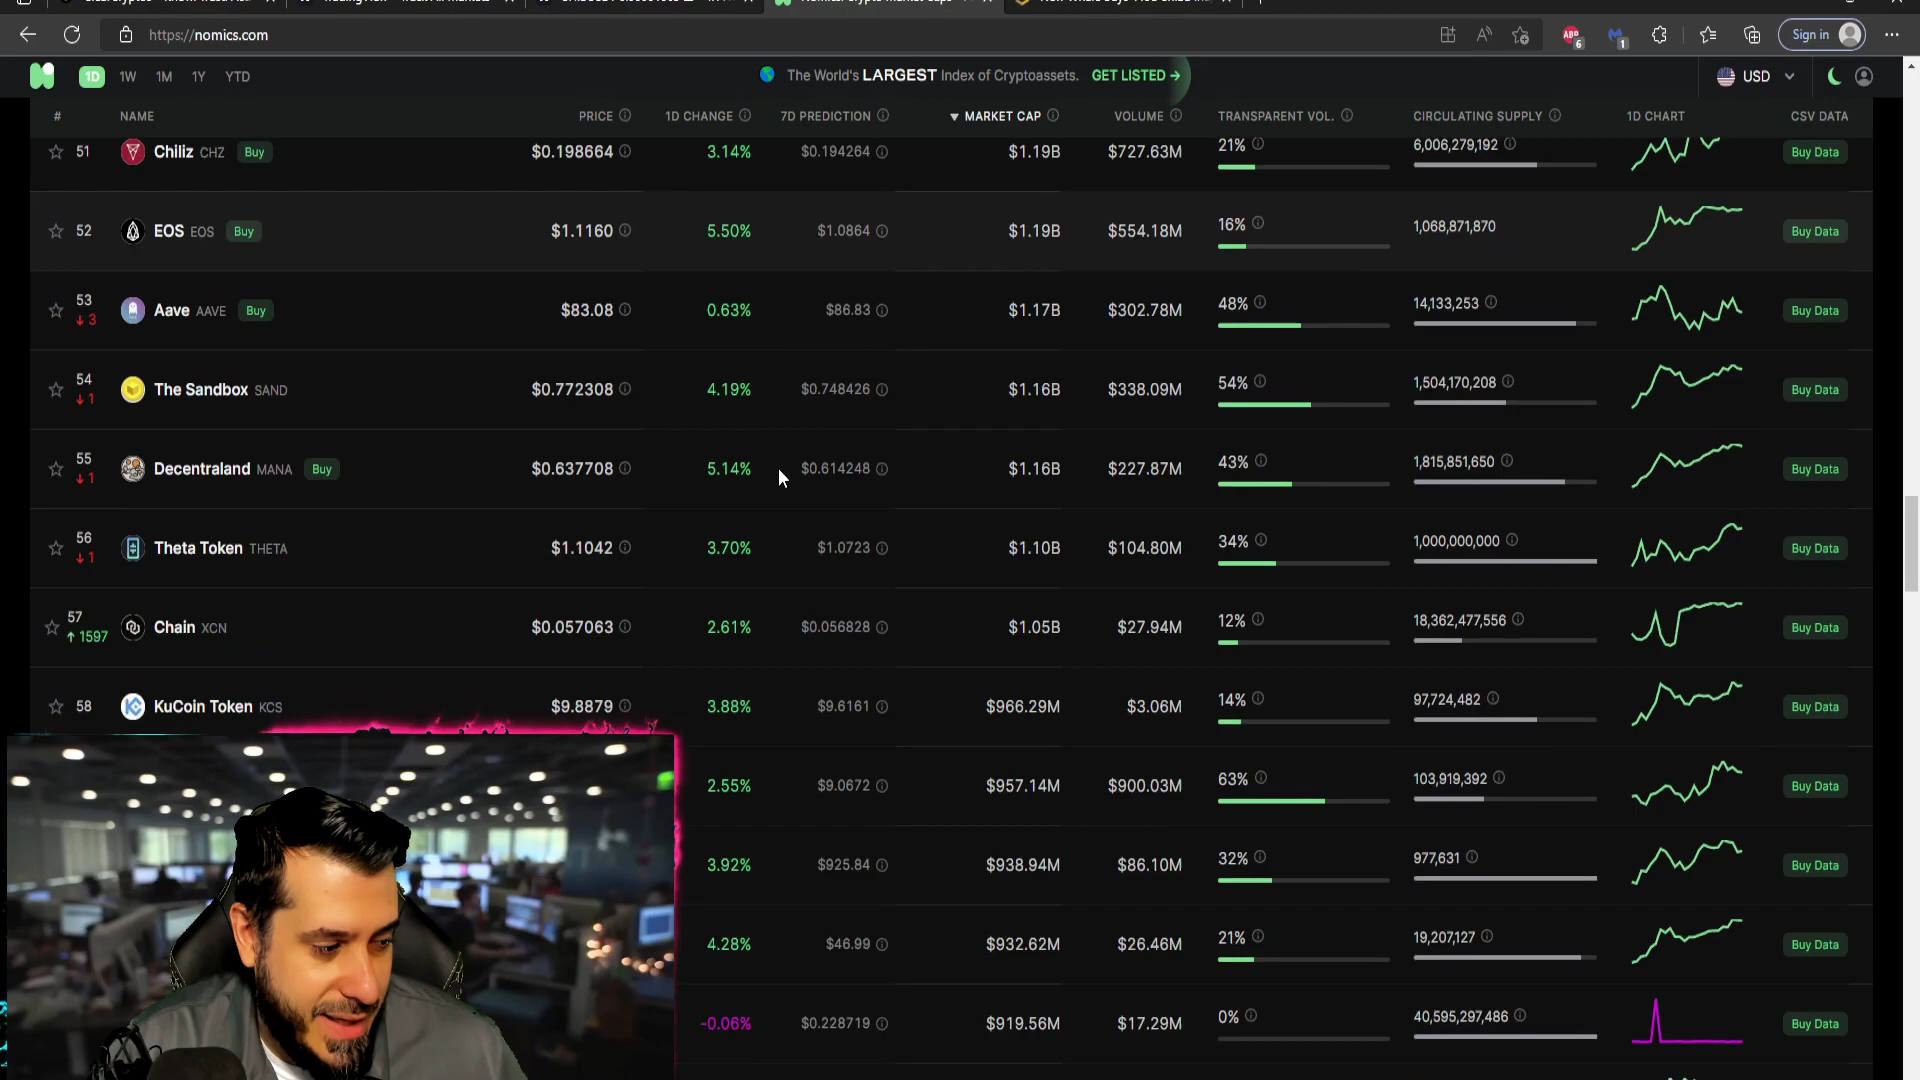 https://nomics.com
ABP 6 1 Sign in
1D 1W 1M 1Y YTD The World's LARGEST Index of Cryptoassets. GET LISTED → USD
# NAME PRICE 1D CHANGE 7D PREDICTION ▼ MARKET CAP VOLUME TRANSPARENT VOL. CIRCULATING SUPPLY 1D CHART CSV DATA
51 Chiliz CHZ Buy $0.198664 3.14% $0.194264 $1.19B $727.63M 21% 6,006,279,192 Buy Data
52 EOS EOS Buy $1.1160 5.50% $1.0864 $1.19B $554.18M 16% 1,068,871,870 Buy Data
53 ↓ 3 Aave AAVE Buy $83.08 0.63% $86.83 $1.17B $302.78M 48% 14,133,253 Buy Data
54 ↓ 1 The Sandbox SAND $0.772308 4.19% $0.748426 $1.16B $338.09M 54% 1,504,170,208 Buy Data
55 ↓ 1 Decentraland MANA Buy $0.637708 5.14% $0.614248 $1.16B $227.87M 43% 1,815,851,650 Buy Data
56 ↓ 1 Theta Token THETA $1.1042 3.70% $1.0723 $1.10B $104.80M 34% 1,000,000,000 Buy Data
57 ↑ 1597 Chain XCN $0.057063 2.61% $0.056828 $1.05B $27.94M 12% 18,362,477,556 Buy Data
58 KuCoin Token KCS $9.8879 3.88% $9.6161 $966.29M $3.06M 14% 97,724,482 Buy Data
2.55% $9.0672 $957.14M $900.03M 63% 103,919,392 Buy Data
3.92% $925.84 $938.94M $86.10M 32% 977,631 Buy Data
4.28% $46.99 $932.62M $26.46M 21% 19,207,127 Buy Data
-0.06% $0.228719 $919.56M $17.29M 0% 40,595,297,486 Buy Data